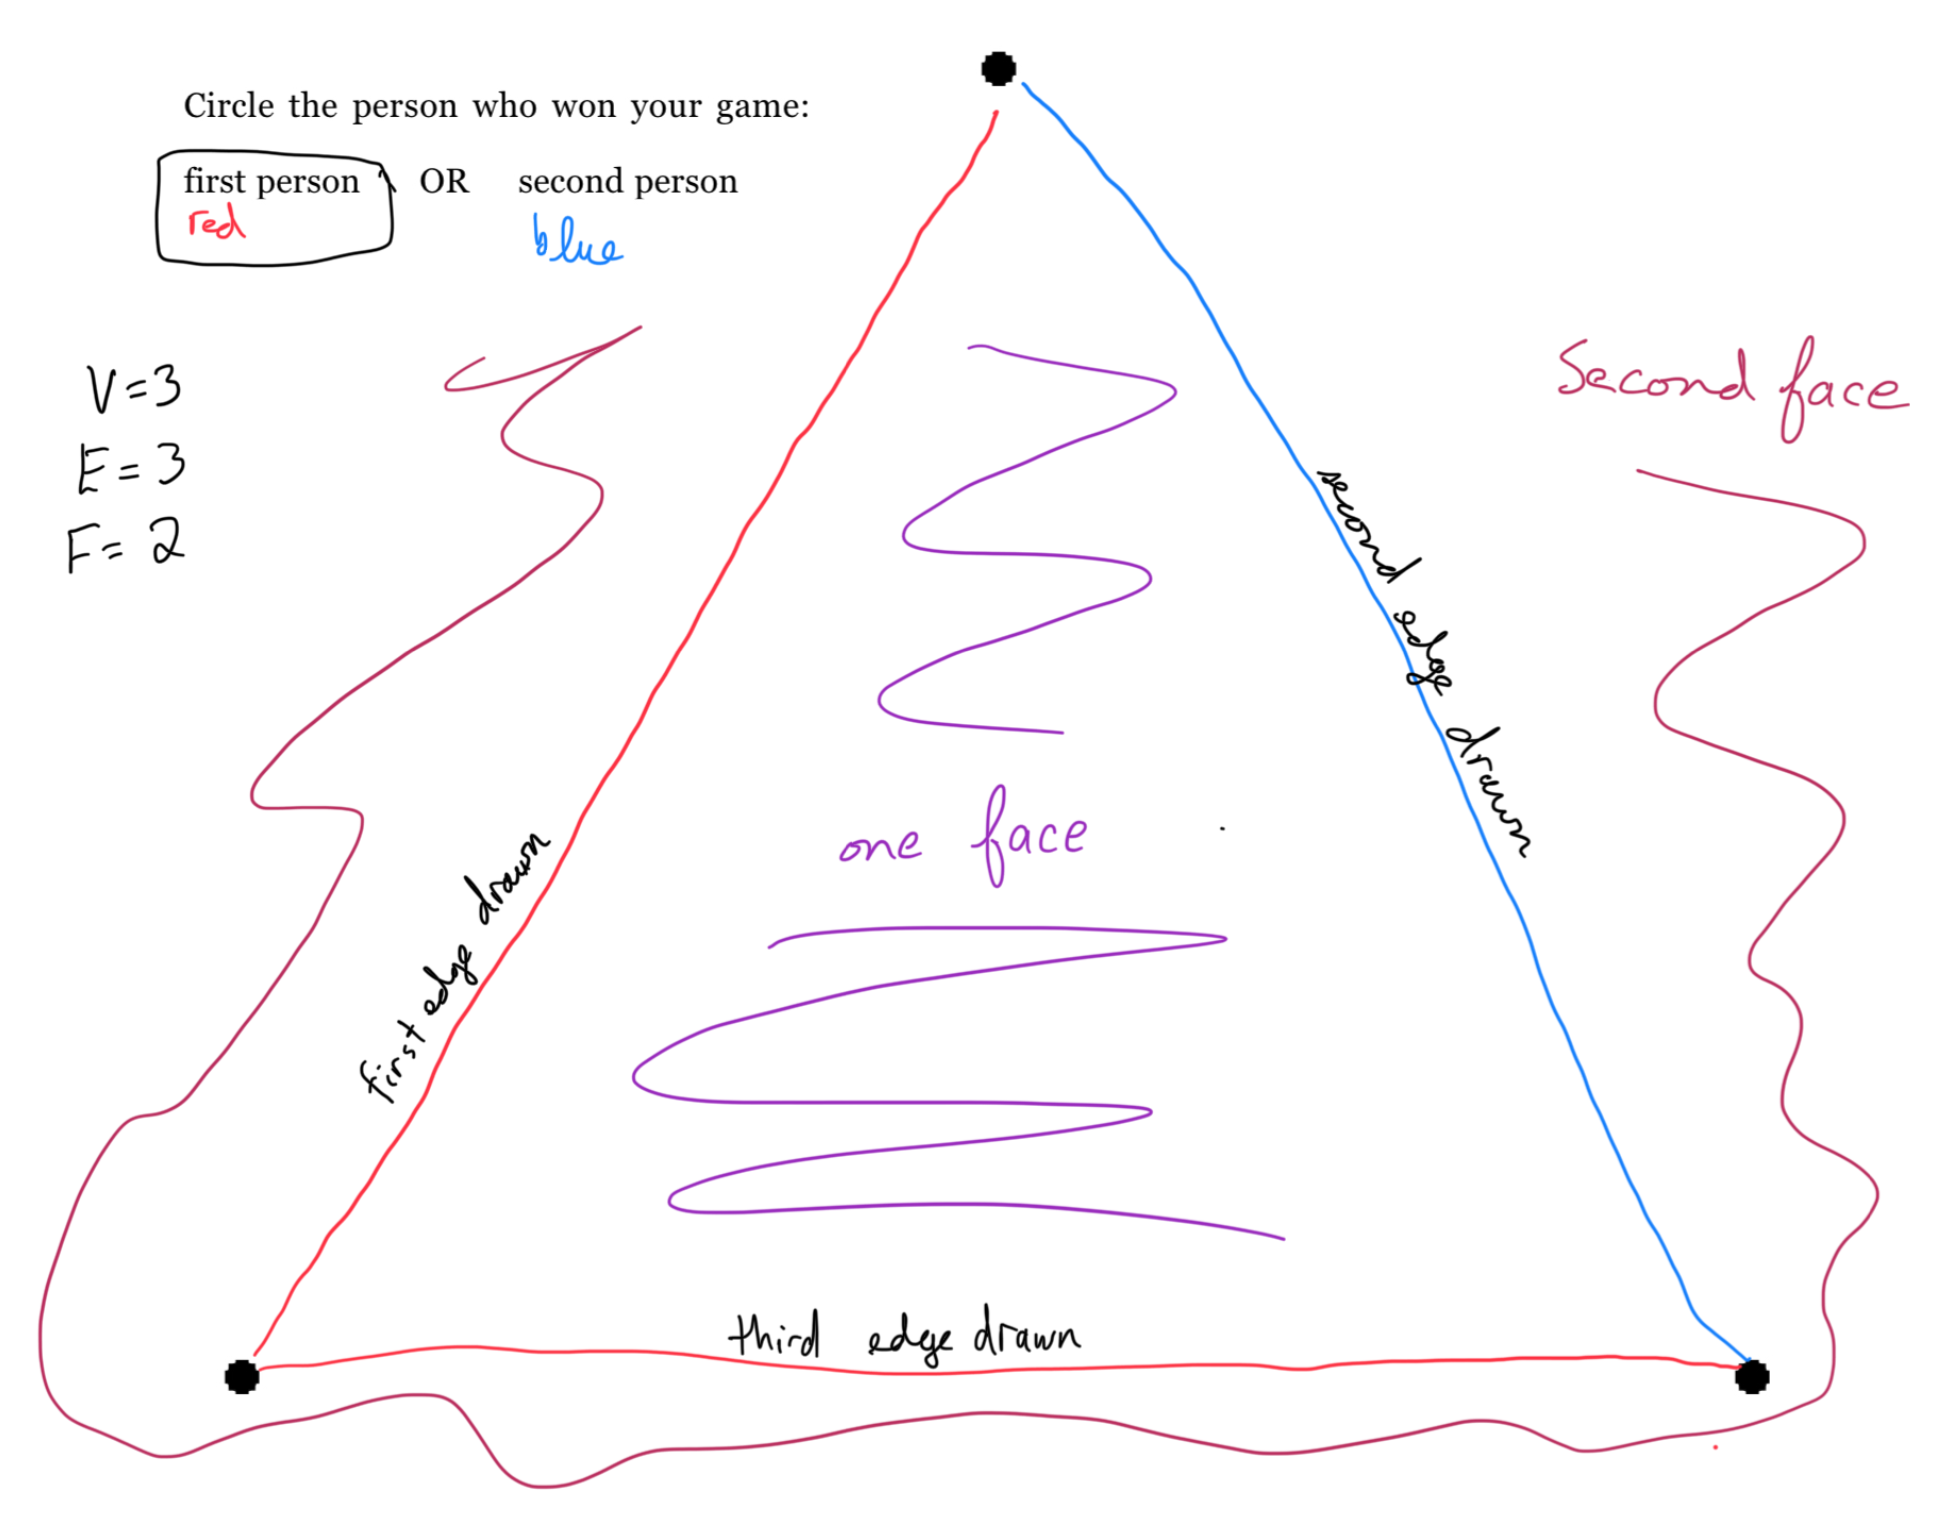 Circle the person who won your game:
first person OR second person
red blue
V=3
E=3
F=2
Second face
second edge drawn
one face
first edge drawn
third edge drawn